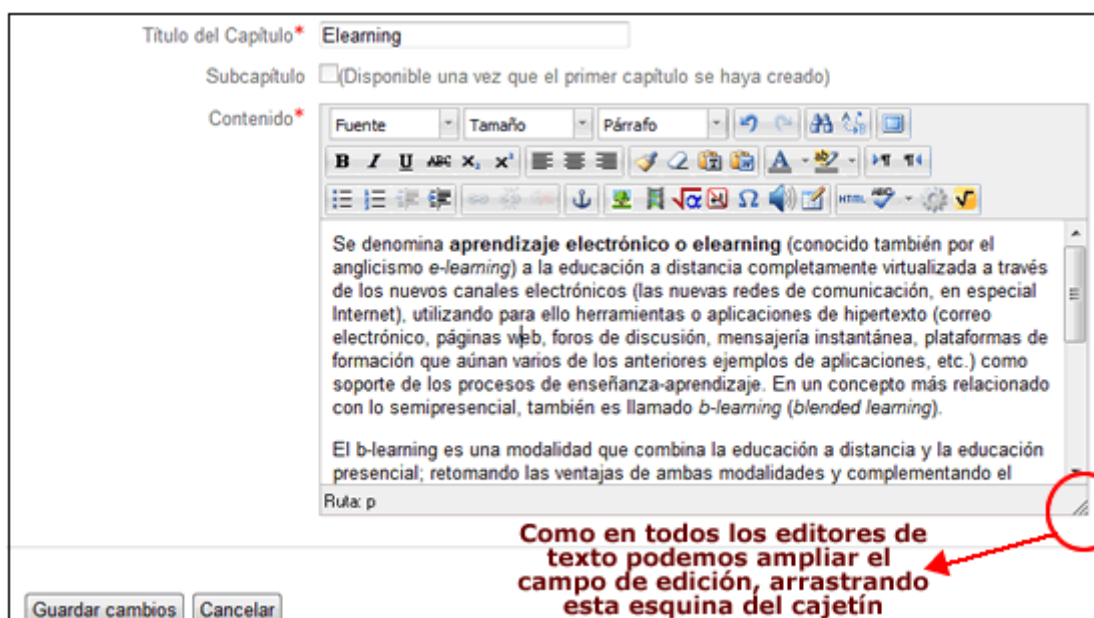 Título del Capítulo* Elearning
Subcapítulo (Disponible una vez que el primer capítulo se haya creado)
Contenido* Fuente Tamaño Párrafo
B I U ABC X₂ X² A ab
Ω HTML ABC
Se denomina aprendizaje electrónico o elearning (conocido también por el
anglicismo e-learning) a la educación a distancia completamente virtualizada a través
de los nuevos canales electrónicos (las nuevas redes de comunicación, en especial
Internet), utilizando para ello herramientas o aplicaciones de hipertexto (correo
electrónico, páginas web, foros de discusión, mensajería instantánea, plataformas de
formación que aúnan varios de los anteriores ejemplos de aplicaciones, etc.) como
soporte de los procesos de enseñanza-aprendizaje. En un concepto más relacionado
con lo semipresencial, también es llamado b-learning (blended learning).
El b-learning es una modalidad que combina la educación a distancia y la educación
presencial; retomando las ventajas de ambas modalidades y complementando el
Ruta: p
Como en todos los editores de
texto podemos ampliar el
campo de edición, arrastrando
esta esquina del cajetín
Guardar cambios Cancelar